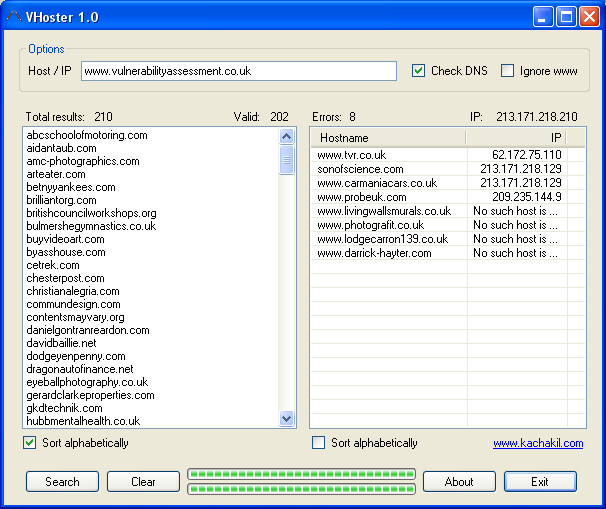 VHoster 1.0
Options
Host / IP www.vulnerabilityassessment.co.uk Check DNS Ignore www
Total results: 210 Valid: 202
abcschoolofmotoring.com
aidantaub.com
amc-photographics.com
arteater.com
betnyyankees.com
brilliantorg.com
britishcouncilworkshops.org
bulmershegymnastics.co.uk
buyvideoart.com
byasshouse.com
cetrek.com
chesterpost.com
christianalegria.com
commundesign.com
contentsmayvary.org
danielgontranreardon.com
davidbaillie.net
dodgeyenpenny.com
dragonautofinance.net
eyeballphotography.co.uk
gerardclarkeproperties.com
gkdtechnik.com
hubbmentalhealth.co.uk
Sort alphabetically
Errors: 8 IP: 213.171.218.210
Hostname IP
www.tvr.co.uk 62.172.75.110
sonofscience.com 213.171.218.129
www.carmaniacars.co.uk 213.171.218.129
www.probeuk.com 209.235.144.9
www.livingwallsmurals.co.uk No such host is ...
www.photografit.co.uk No such host is ...
www.lodgecarron139.co.uk No such host is ...
www.darrick-hayter.com No such host is ...
Sort alphabetically www.kachakil.com
Search Clear About Exit